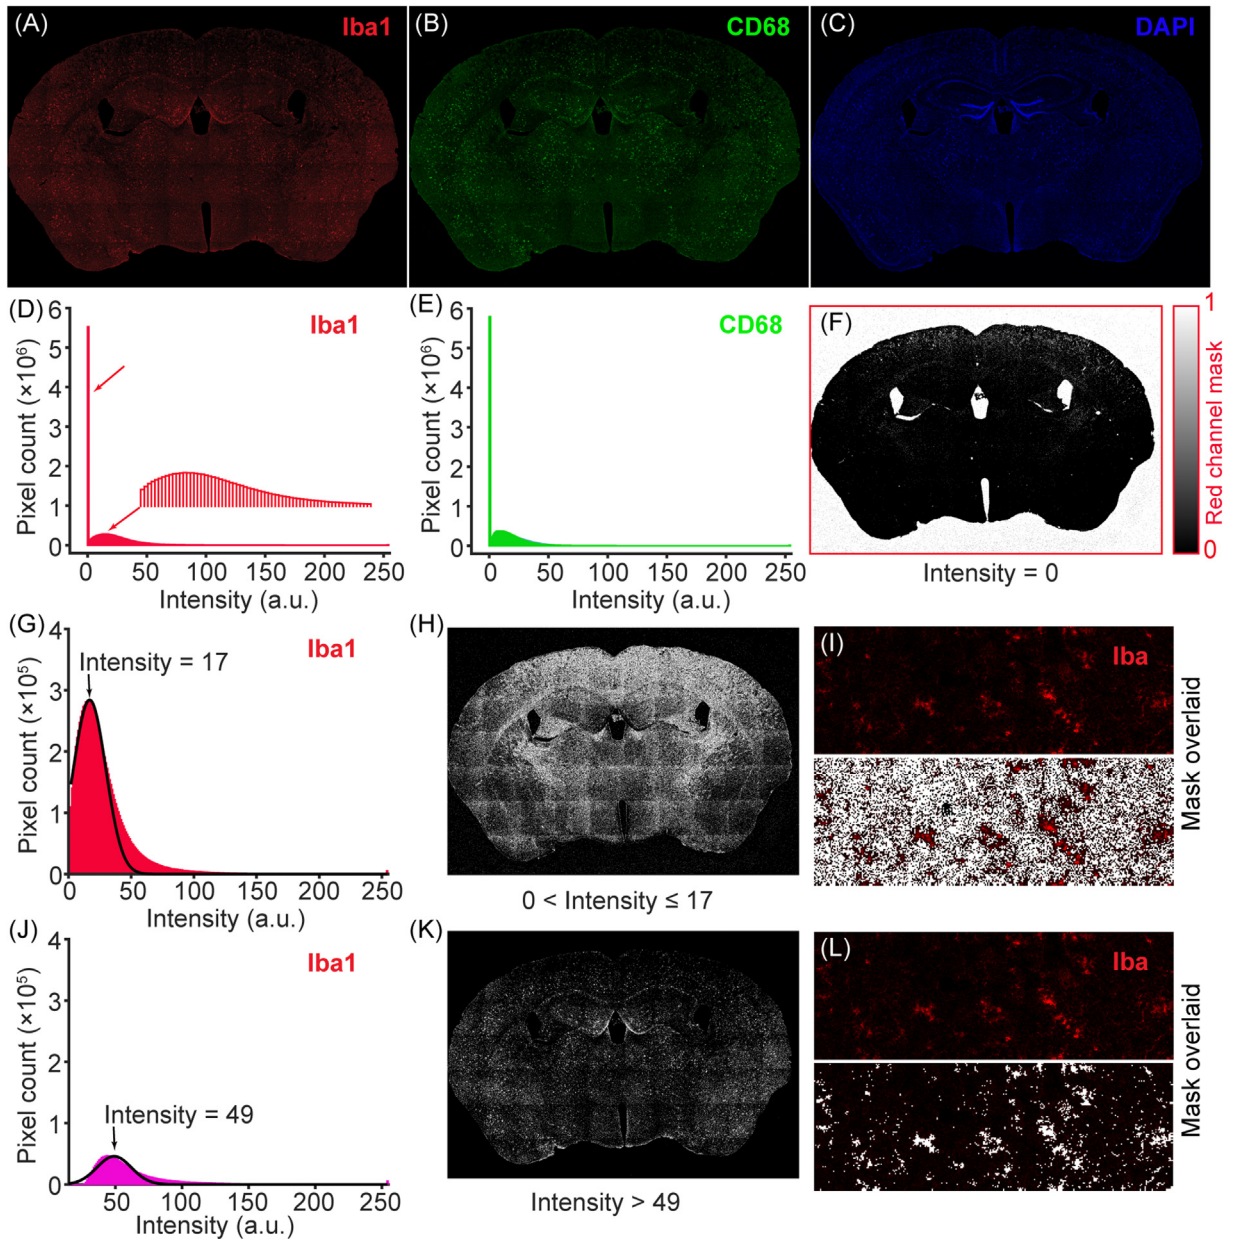 (A) Iba1
(B) CD68
(C) DAPI
(D) Iba1
Pixel count (×10⁶)
6
5
4
3
2
1
0
0 50 100 150 200 250
Intensity (a.u.)
(E) CD68
Pixel count (×10⁶)
6
5
4
3
2
1
0
0 50 100 150 200 250
Intensity (a.u.)
(F)
Intensity = 0
1
Red channel mask
0
(G) Iba1
Intensity = 17
Pixel count (×10⁵)
4
3
2
1
0
0 50 100 150 200 250
Intensity (a.u.)
(H)
0 < Intensity ≤ 17
(I) Iba
Mask overlaid
(J) Iba1
Intensity = 49
Pixel count (×10⁵)
4
3
2
1
0
50 100 150 200 250
Intensity (a.u.)
(K)
Intensity > 49
(L) Iba
Mask overlaid